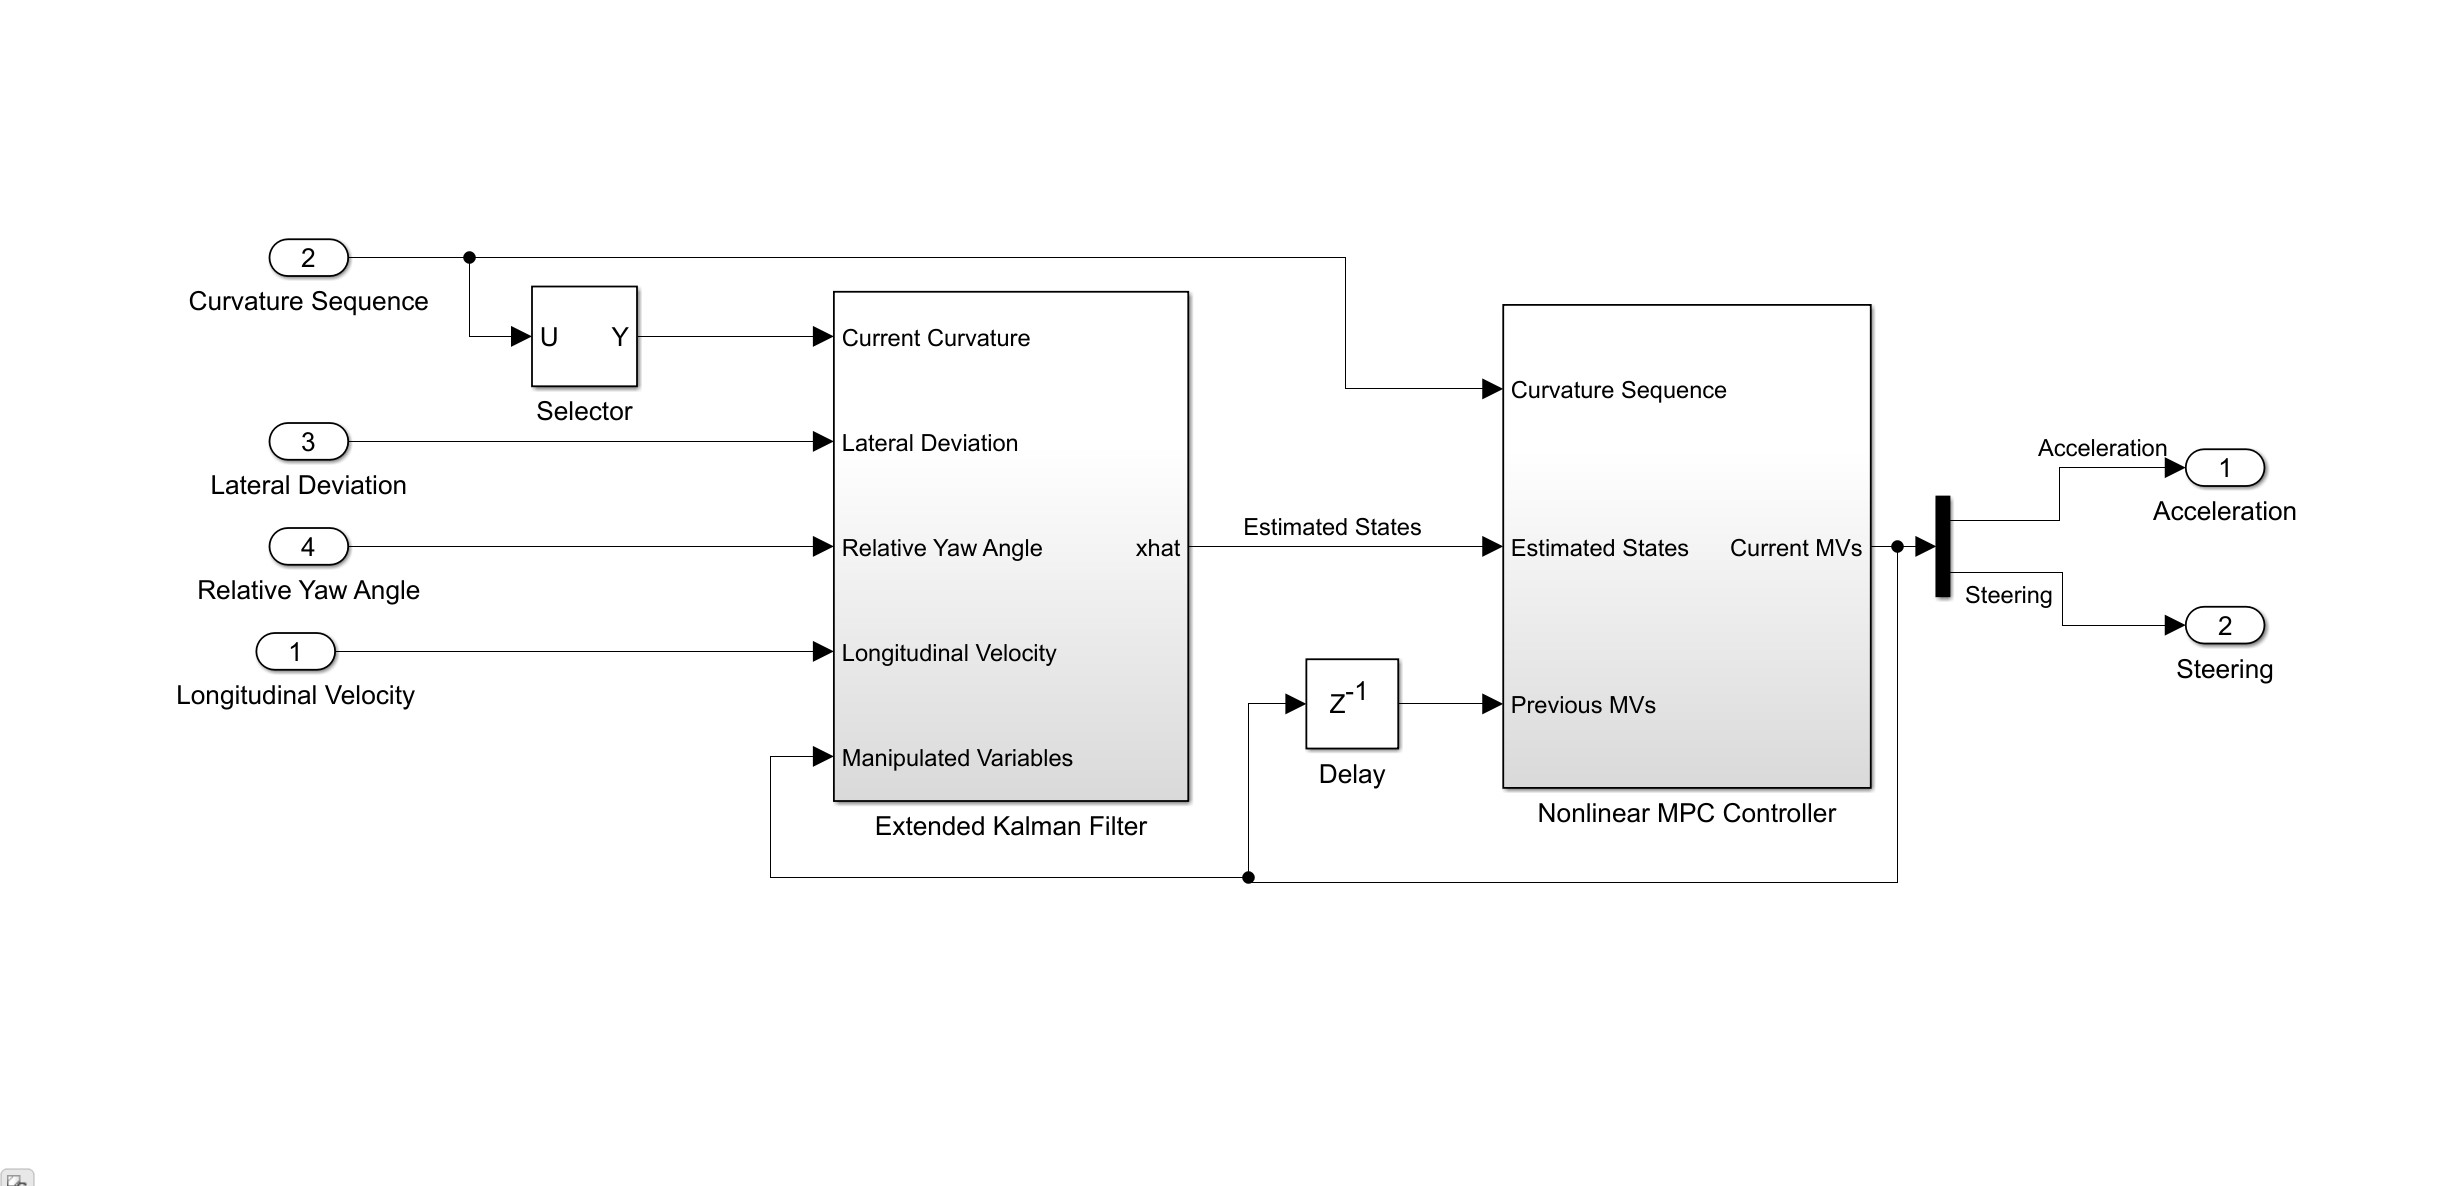 2
Curvature Sequence
U Y
Selector
3
Lateral Deviation
4
Relative Yaw Angle
1
Longitudinal Velocity
Current Curvature
Lateral Deviation
Relative Yaw Angle
xhat
Longitudinal Velocity
Manipulated Variables
Extended Kalman Filter
Estimated States
z-1
Delay
Curvature Sequence
Estimated States
Current MVs
Previous MVs
Nonlinear MPC Controller
Acceleration
1
Acceleration
Steering
2
Steering